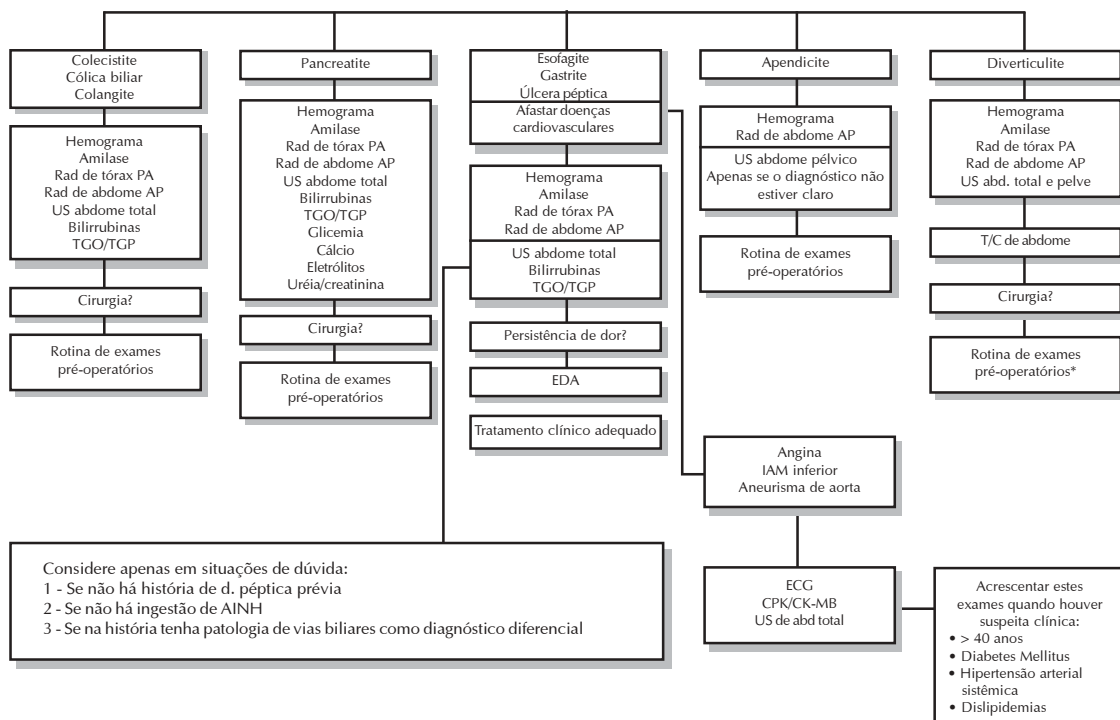 Colecistite
Cólica biliar
Colangite
Hemograma
Amilase
Rad de tórax PA
Rad de abdome AP
US abdome total
Bilirrubinas
TGO/TGP
Cirurgia?
Rotina de exames
pré-operatórios
Pancreatite
Hemograma
Amilase
Rad de tórax PA
Rad de abdome AP
US abdome total
Bilirrubinas
TGO/TGP
Glicemia
Cálcio
Eletrólitos
Uréia/creatinina
Cirurgia?
Rotina de exames
pré-operatórios
Esofagite
Gastrite
Úlcera péptica
Afastar doenças
cardiovasculares
Hemograma
Amilase
Rad de tórax PA
Rad de abdome AP
US abdome total
Bilirrubinas
TGO/TGP
Persistência de dor?
EDA
Tratamento clínico adequado
Apendicite
Hemograma
Rad de abdome AP
US abdome pélvico
Apenas se o diagnóstico não
estiver claro
Rotina de exames
pré-operatórios
Diverticulite
Hemograma
Amilase
Rad de tórax PA
Rad de abdome AP
US abd. total e pelve
T/C de abdome
Cirurgia?
Rotina de exames
pré-operatórios*
Angina
IAM inferior
Aneurisma de aorta
ECG
CPK/CK-MB
US de abd total
Acrescentar estes
exames quando houver
suspeita clínica:
• > 40 anos
• Diabetes Mellitus
• Hipertensão arterial
sistêmica
• Dislipidemias
Considere apenas em situações de dúvida:
1 - Se não há história de d. péptica prévia
2 - Se não há ingestão de AINH
3 - Se na história tenha patologia de vias biliares como diagnóstico diferencial